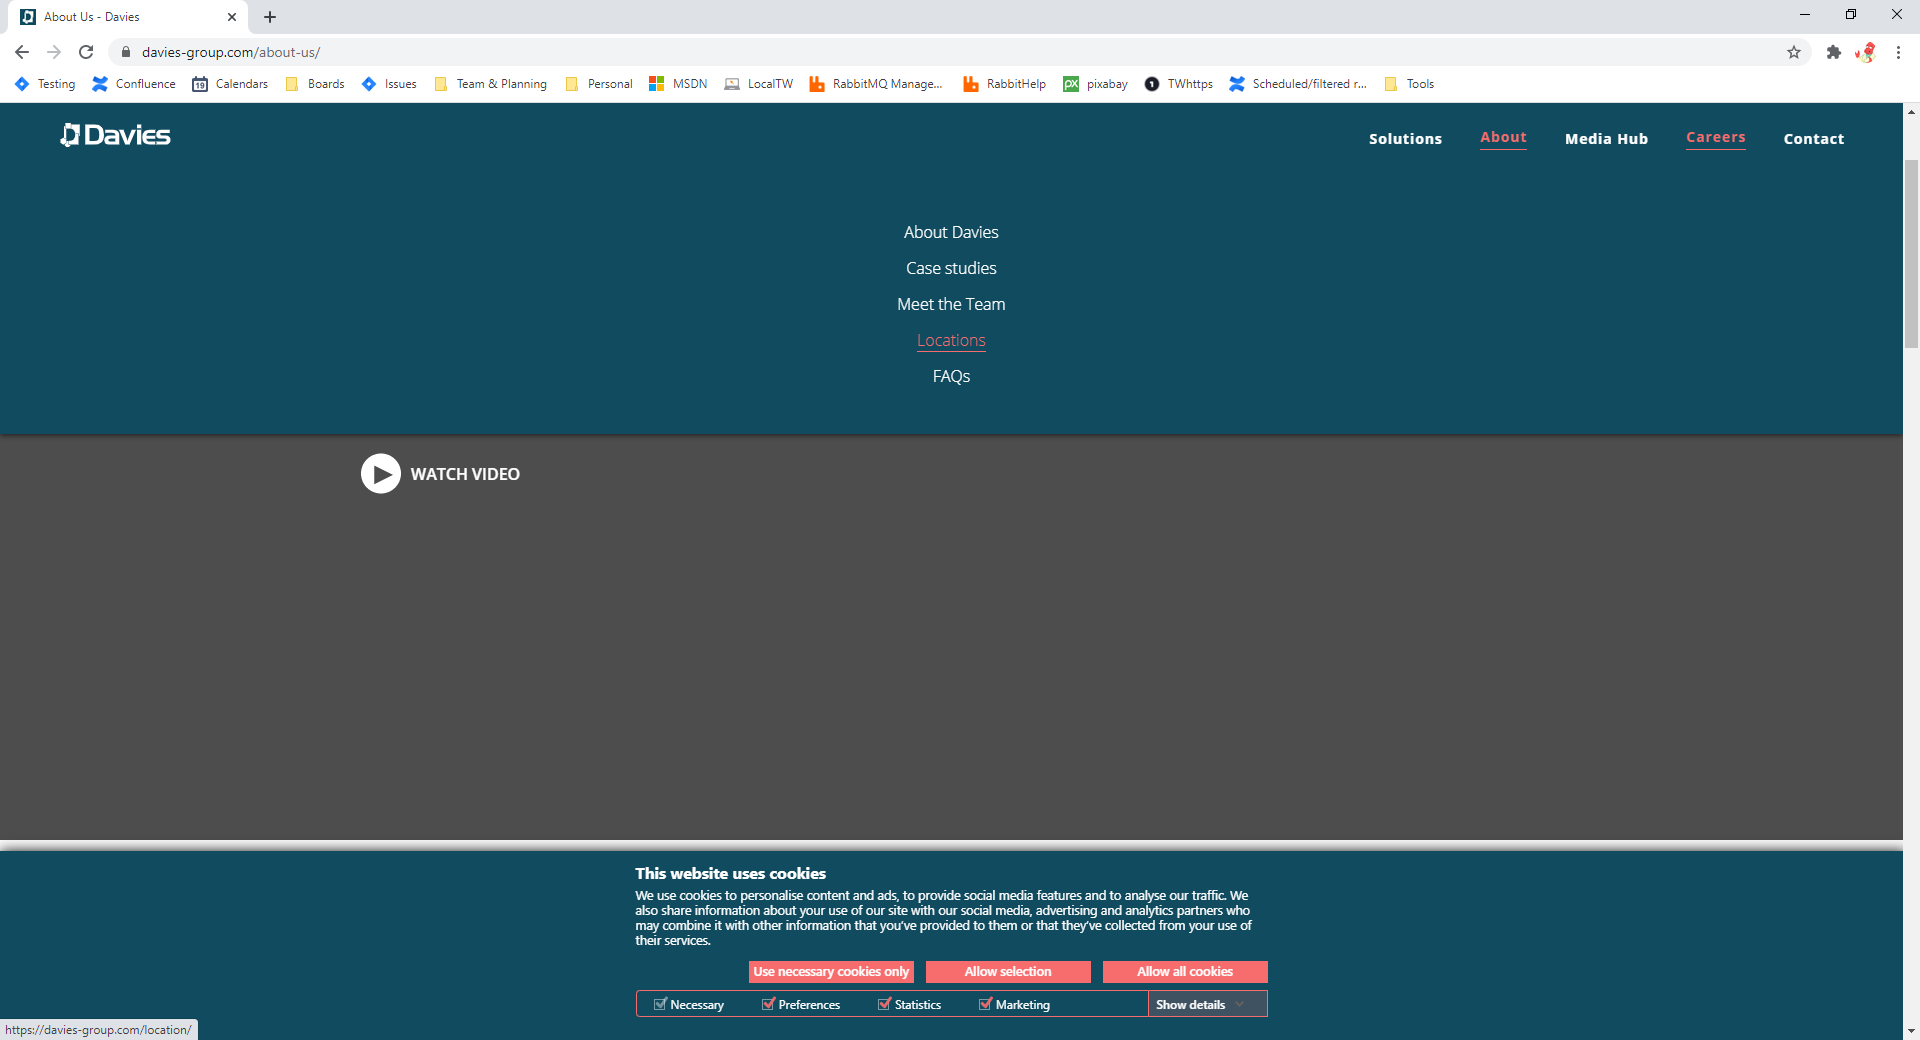 About Us - Davies
davies-group.com/about-us/
Testing Confluence 19 Calendars Boards Issues Team & Planning Personal MSDN LocalTW RabbitMQ Manage... RabbitHelp px pixabay 1 TWhttps Scheduled/filtered r... Tools
Davies Solutions About Media Hub Careers Contact
About Davies
Case studies
Meet the Team
Locations
FAQs
WATCH VIDEO
This website uses cookies
We use cookies to personalise content and ads, to provide social media features and to analyse our traffic. We
also share information about your use of our site with our social media, advertising and analytics partners who
may combine it with other information that you've provided to them or that they've collected from your use of
their services.
Use necessary cookies only Allow selection Allow all cookies
Necessary Preferences Statistics Marketing Show details
https://davies-group.com/location/